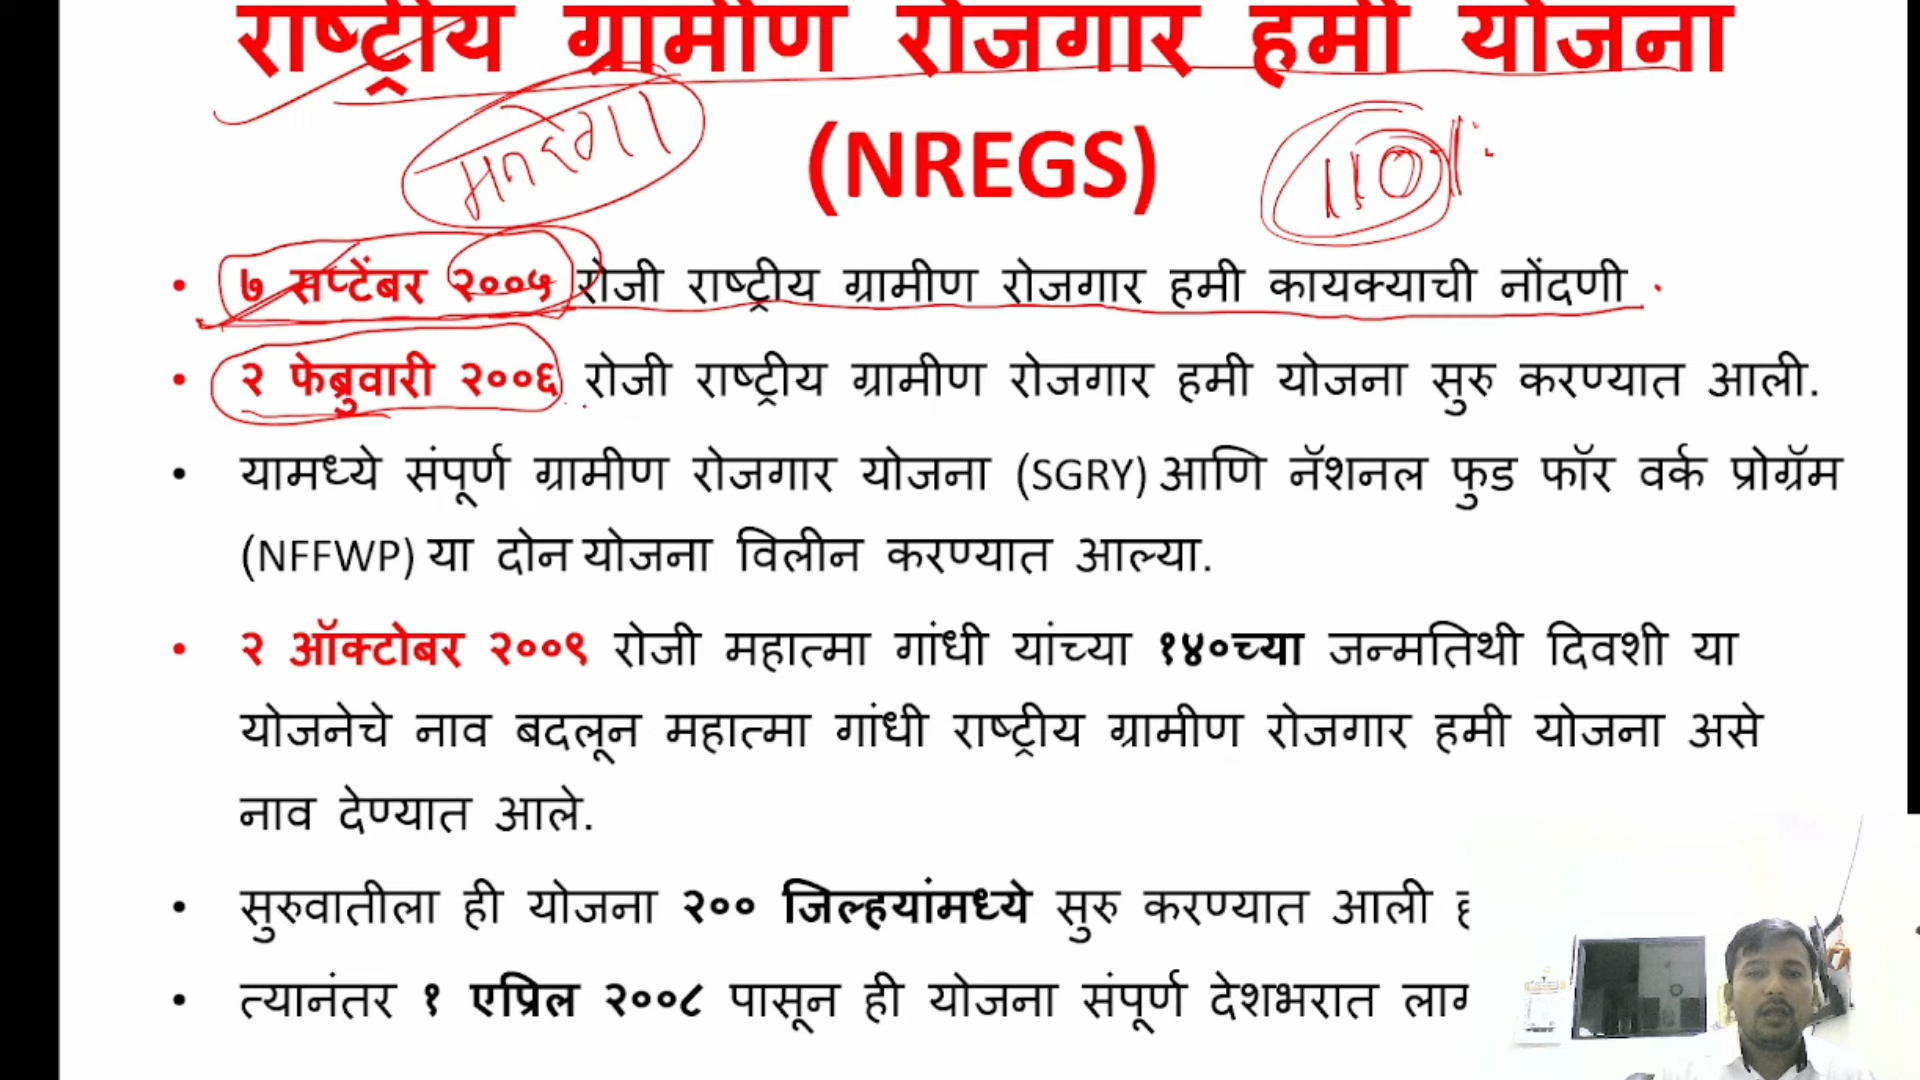 राष्ट्रीय ग्रामीण रोजगार हमी योजना
मनरेगा
(NREGS)
110
• ७ सप्टेंबर २००५ रोजी राष्ट्रीय ग्रामीण रोजगार हमी कायक्याची नोंदणी
• २ फेब्रुवारी २००६ रोजी राष्ट्रीय ग्रामीण रोजगार हमी योजना सुरु करण्यात आली.
• यामध्ये संपूर्ण ग्रामीण रोजगार योजना (SGRY) आणि नॅशनल फुड फॉर वर्क प्रोग्रॅम
(NFFWP) या दोन योजना विलीन करण्यात आल्या.
• २ ऑक्टोबर २००९ रोजी महात्मा गांधी यांच्या १४०च्या जन्मतिथी दिवशी या
योजनेचे नाव बदलून महात्मा गांधी राष्ट्रीय ग्रामीण रोजगार हमी योजना असे
नाव देण्यात आले.
• सुरुवातीला ही योजना २०० जिल्हयांमध्ये सुरु करण्यात आली
• त्यानंतर १ एप्रिल २००८ पासून ही योजना संपूर्ण देशभरात